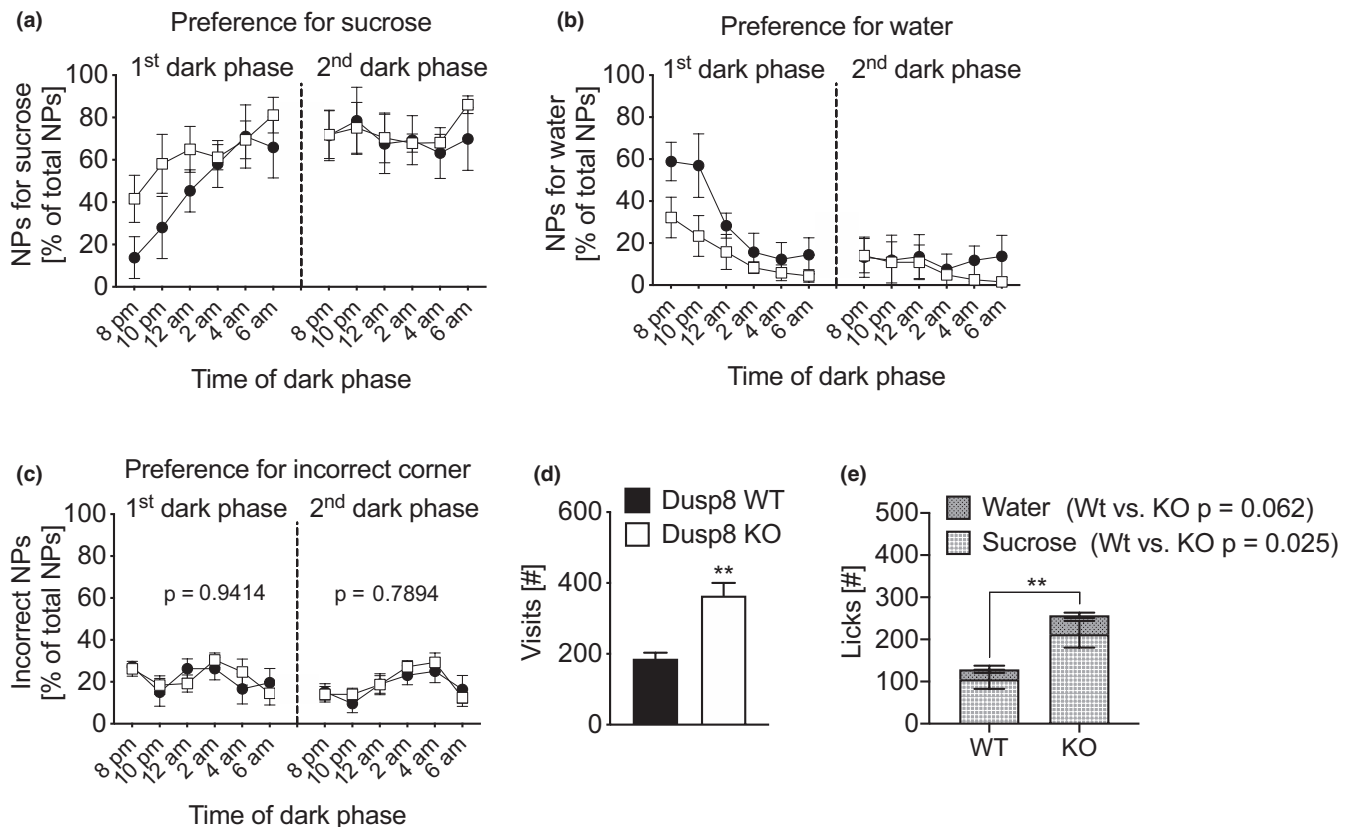 (a) Preference for sucrose
1st dark phase 2nd dark phase
NPs for sucrose
[% of total NPs]
100
80
60
40
20
0
8 pm 10 pm 12 am 2 am 4 am 6 am 8 pm 10 pm 12 am 2 am 4 am 6 am
Time of dark phase
(b) Preference for water
1st dark phase 2nd dark phase
NPs for water
[% of total NPs]
100
80
60
40
20
0
8 pm 10 pm 12 am 2 am 4 am 6 am 8 pm 10 pm 12 am 2 am 4 am 6 am
Time of dark phase
(c) Preference for incorrect corner
1st dark phase 2nd dark phase
Incorrect NPs
[% of total NPs]
100
80
60
40
20
0
p = 0.9414 p = 0.7894
8 pm 10 pm 12 am 2 am 4 am 6 am 8 pm 10 pm 12 am 2 am 4 am 6 am
Time of dark phase
(d)
Dusp8 WT
Dusp8 KO
Visits [#]
600
400
200
0
**
(e)
Water (Wt vs. KO p = 0.062)
Sucrose (Wt vs. KO p = 0.025)
Licks [#]
500
400
300
200
100
0
**
WT KO